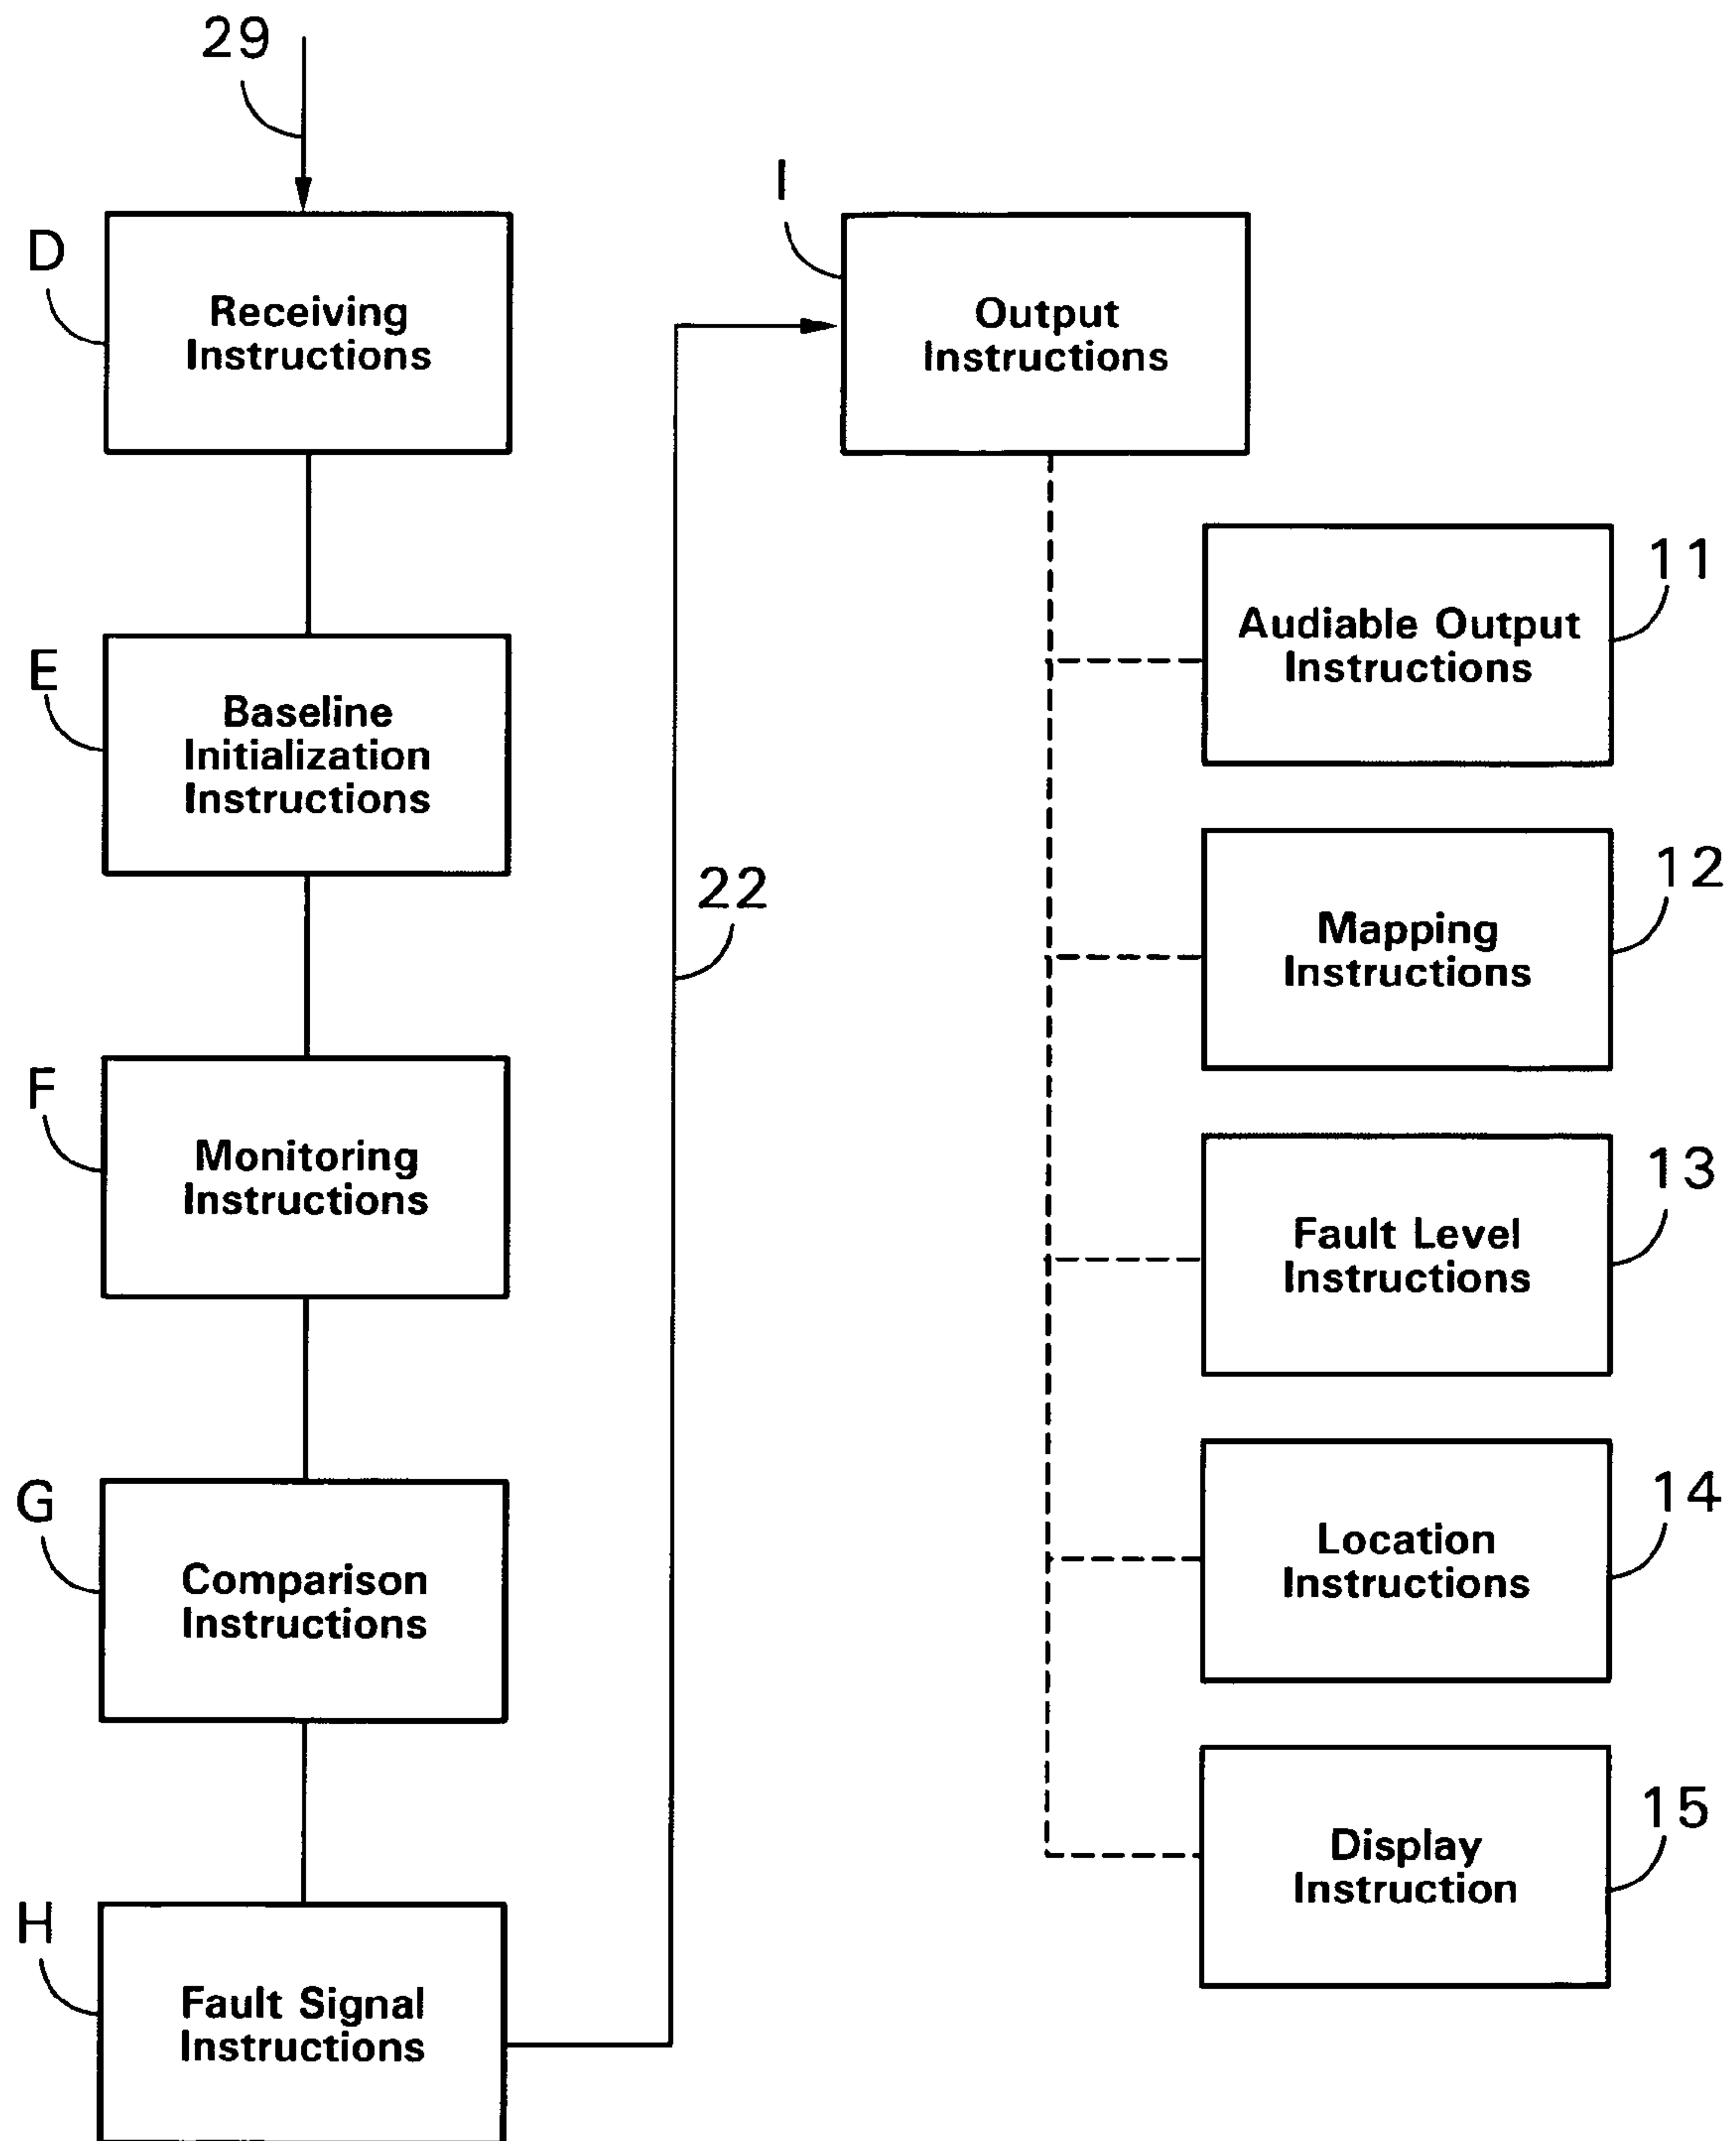 29
D
Receiving
Instructions
E
Baseline
Initialization
Instructions
F
Monitoring
Instructions
G
Comparison
Instructions
H
Fault Signal
Instructions
22
I
Output
Instructions
11
Audiable Output
Instructions
12
Mapping
Instructions
13
Fault Level
Instructions
14
Location
Instructions
15
Display
Instruction